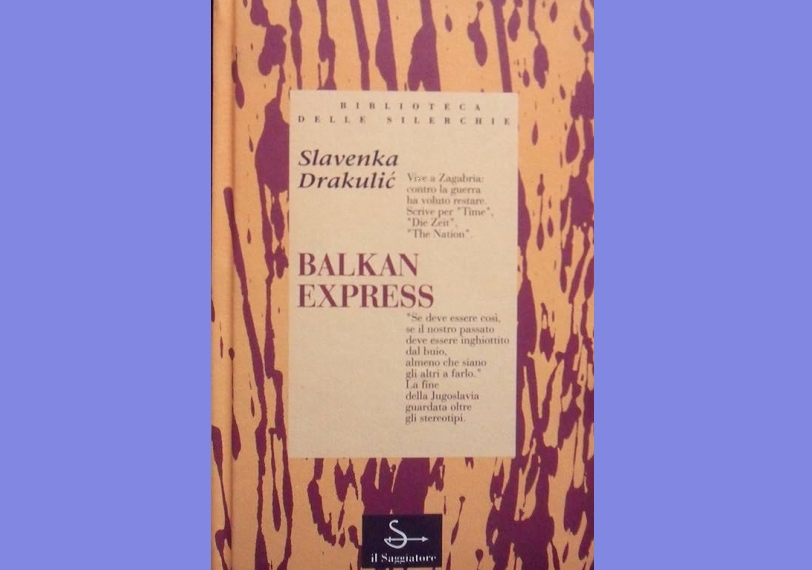 BIBLIOTECA
DELLE SILERCHIE
Slavenka
Drakulić
Vive a Zagabria:
contro la guerra
ha voluto restare.
Scrive per "Time",
"Die Zeit",
"The Nation".
BALKAN
EXPRESS
"Se deve essere così,
se il nostro passato
deve essere inghiottito
dal buio,
almeno che siano
gli altri a farlo."
La fine
della Jugoslavia
guardata oltre
gli stereotipi.
il Saggiatore